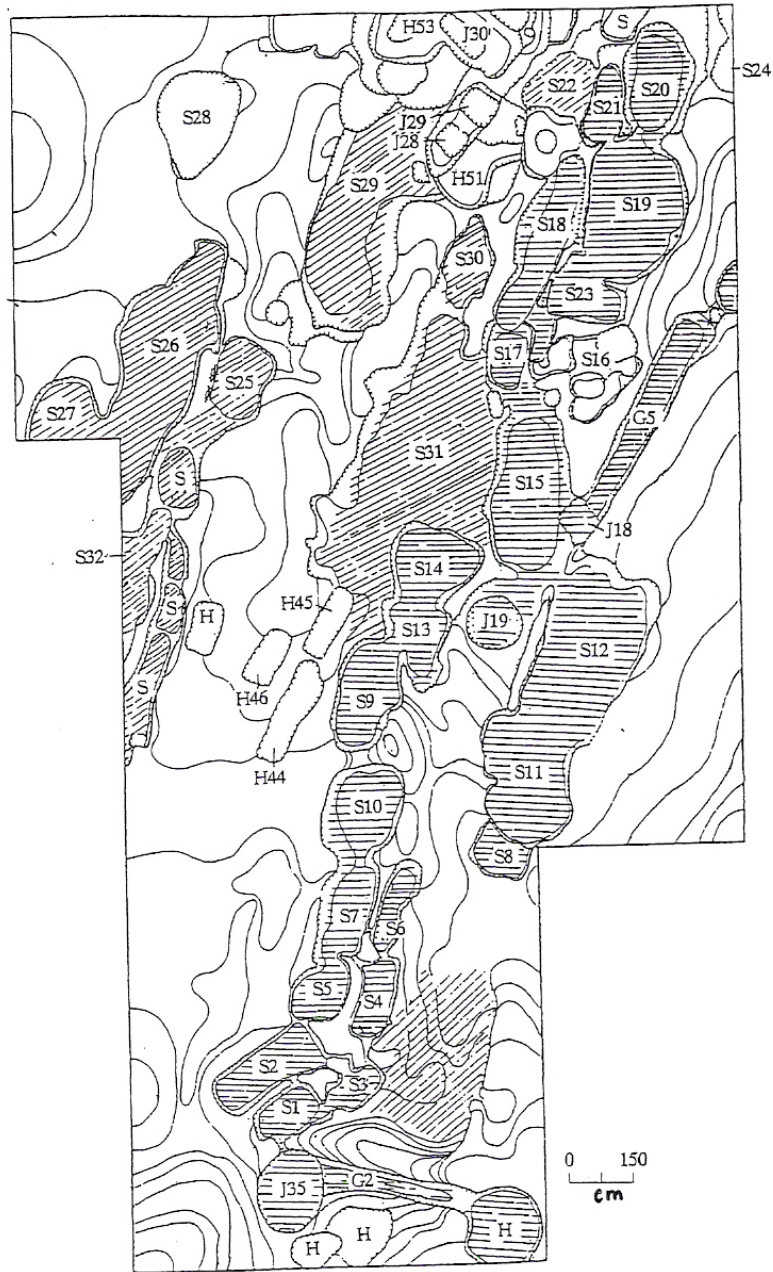 H53 J30 S
S24
S22 S21 S20
S28
J29
J28
S29 H51
S18 S19
S30
S23
S26 S17 S16
S25
S27 G5
S31 S15
J18
S32 S14
S H45 J19
H S13 S12
S H46 S9
H44 S11
S10
S8
S7
S6
S5 S4
S2
S3
S1
0 150
cm
J35 G2
H H H
S